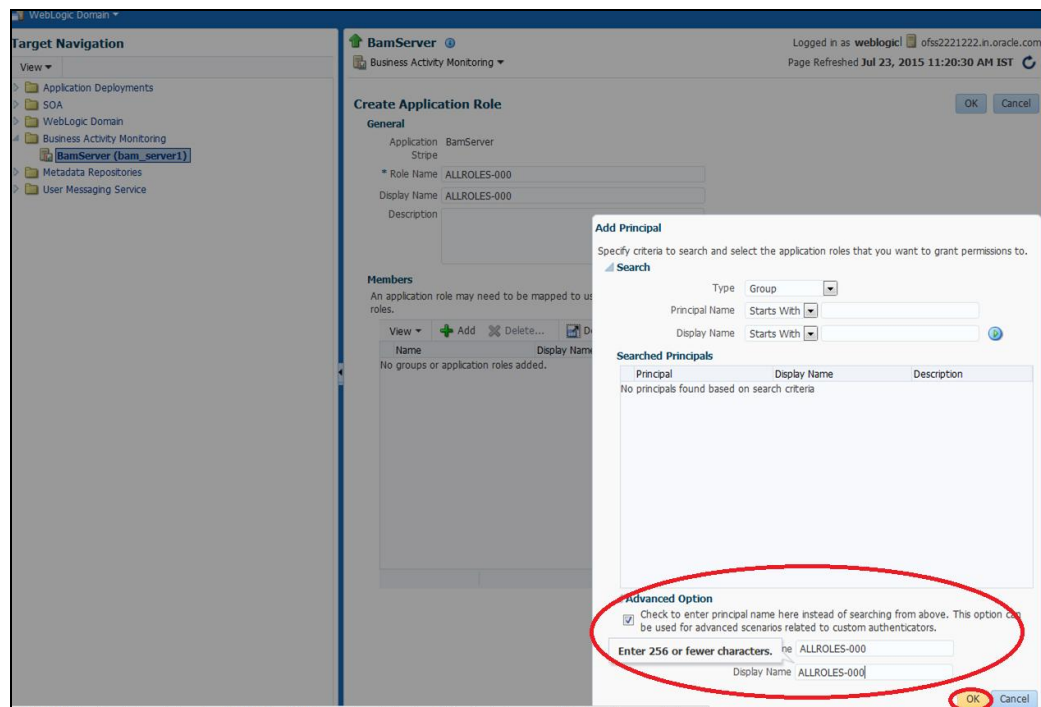 WebLogic Domain
Target Navigation
View
Application Deployments
SOA
WebLogic Domain
Business Activity Monitoring
BamServer (bam_server1)
Metadata Repositories
User Messaging Service
BamServer
Logged in as weblogic| ofss2221222.in.oracle.com
Business Activity Monitoring
Page Refreshed Jul 23, 2015 11:20:30 AM IST
Create Application Role
OK Cancel
General
Application Stripe BamServer
* Role Name ALLROLES-000
Display Name ALLROLES-000
Description
Members
An application role may need to be mapped to us
roles.
View Add Delete... D
Name Display Name
No groups or application roles added.
Add Principal
Specify criteria to search and select the application roles that you want to grant permissions to.
Search
Type Group
Principal Name Starts With
Display Name Starts With
Searched Principals
Principal Display Name Description
No principals found based on search criteria
Advanced Option
Check to enter principal name here instead of searching from above. This option can
be used for advanced scenarios related to custom authenticators.
Enter 256 or fewer characters. me ALLROLES-000
Display Name ALLROLES-000
OK Cancel